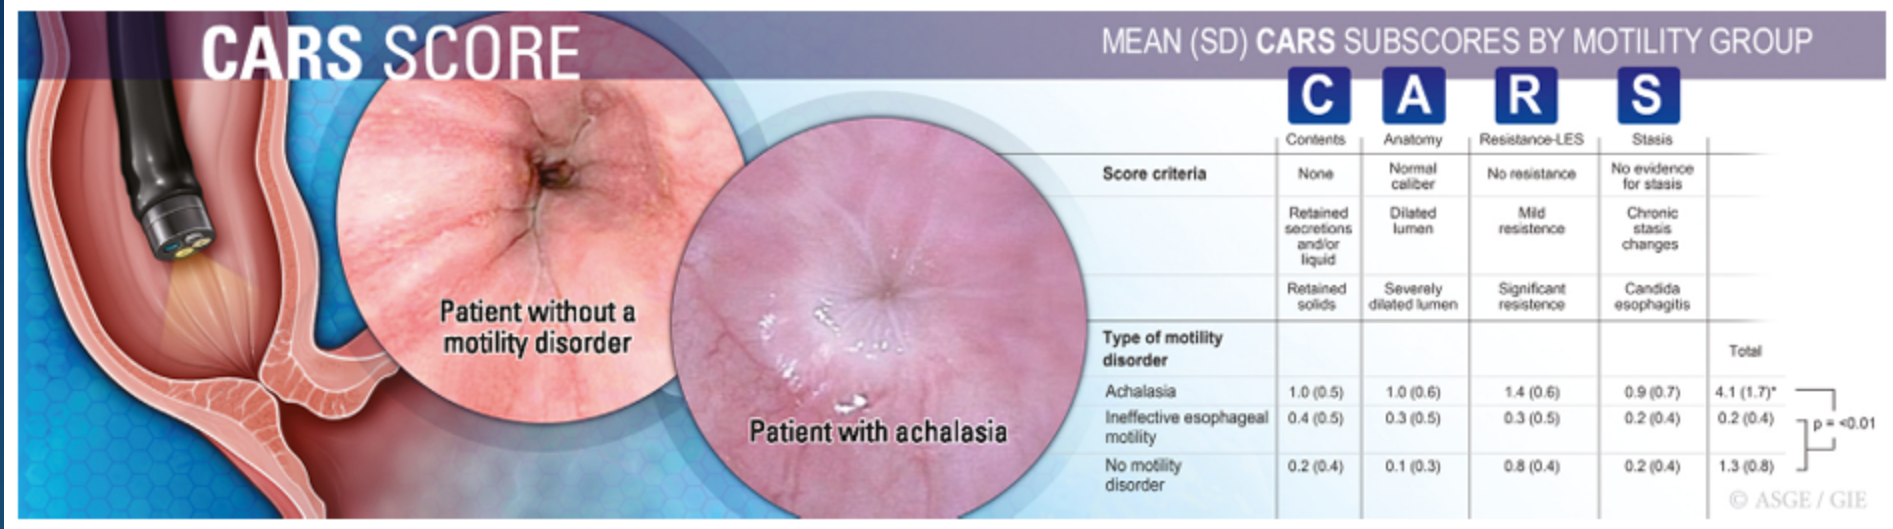 CARS SCORE
Patient without a
motility disorder
Patient with achalasia
MEAN (SD) CARS SUBSCORES BY MOTILITY GROUP
C A R S
Contents Anatomy Resistance-LES Stasis
Score criteria None Normal caliber No resistance No evidence for stasis
Retained secretions and/or liquid Dilated lumen Mild resistence Chronic stasis changes
Retained solids Severely dilated lumen Significant resistence Candida esophagitis
Type of motility disorder Total
Achalasia 1.0 (0.5) 1.0 (0.6) 1.4 (0.6) 0.9 (0.7) 4.1 (1.7)*
Ineffective esophageal motility 0.4 (0.5) 0.3 (0.5) 0.3 (0.5) 0.2 (0.4) 0.2 (0.4)
No motility disorder 0.2 (0.4) 0.1 (0.3) 0.8 (0.4) 0.2 (0.4) 1.3 (0.8)
p = <0.01
© ASGE / GIE